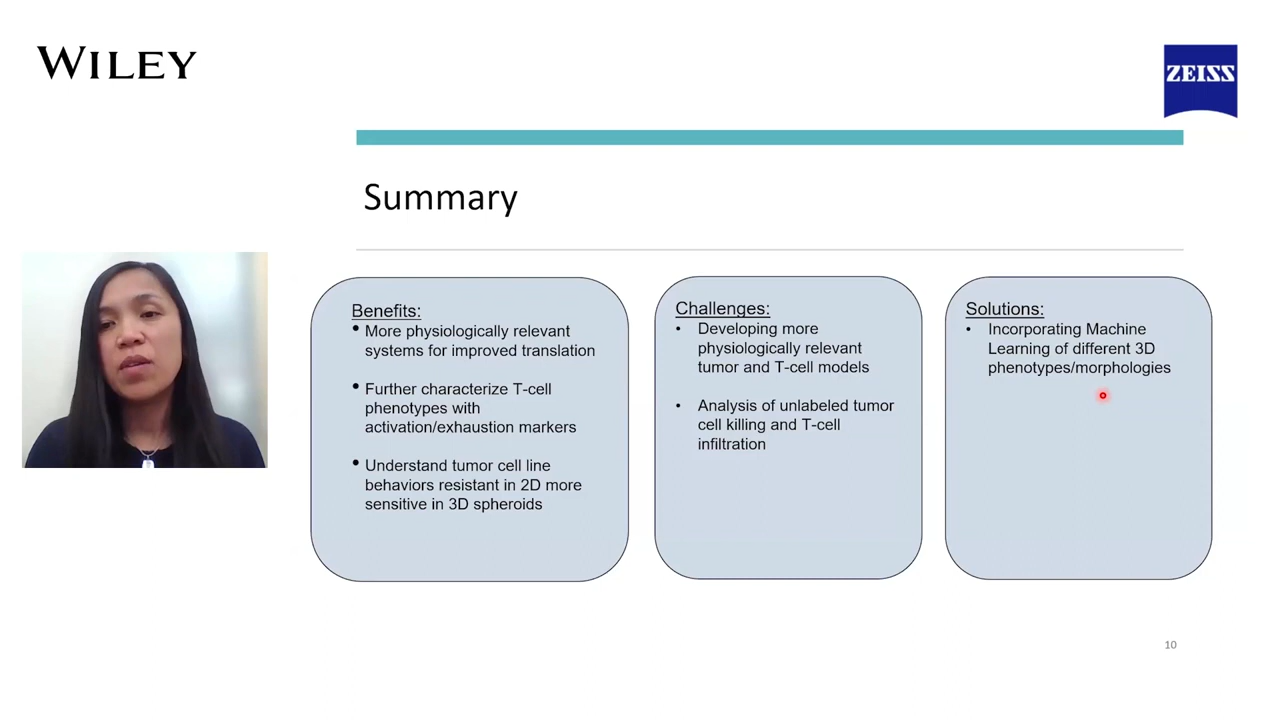 WILEY
ZEISS
Summary
Benefits:
• More physiologically relevant
systems for improved translation
• Further characterize T-cell
phenotypes with
activation/exhaustion markers
• Understand tumor cell line
behaviors resistant in 2D more
sensitive in 3D spheroids
Challenges:
• Developing more
physiologically relevant
tumor and T-cell models
• Analysis of unlabeled tumor
cell killing and T-cell
infiltration
Solutions:
• Incorporating Machine
Learning of different 3D
phenotypes/morphologies
10